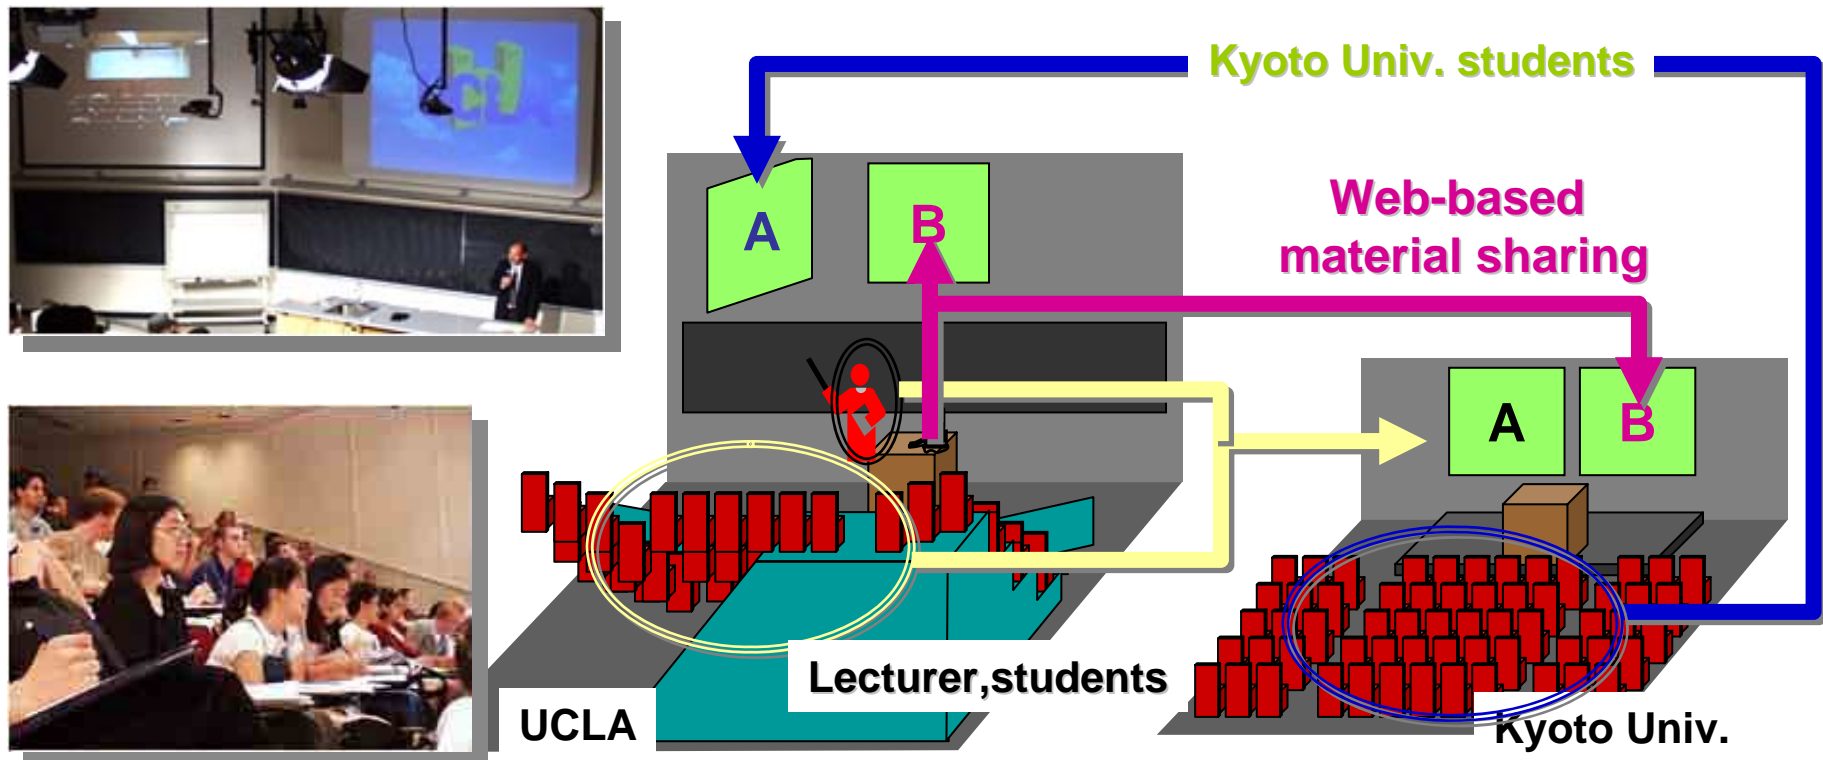 Kyoto Univ. students
A
B
Web-based
material sharing
A
B
Lecturer,students
UCLA
Kyoto Univ.